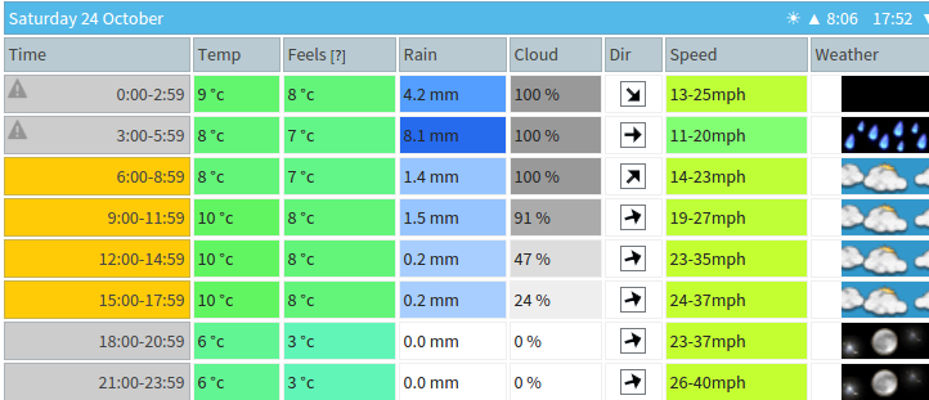 Saturday 24 October ☀ ▲ 8:06 17:52 ▼
Time Temp Feels [?] Rain Cloud Dir Speed Weather
0:00-2:59 9 °c 8 °c 4.2 mm 100 % 13-25mph
3:00-5:59 8 °c 7 °c 8.1 mm 100 % 11-20mph
6:00-8:59 8 °c 7 °c 1.4 mm 100 % 14-23mph
9:00-11:59 10 °c 8 °c 1.5 mm 91 % 19-27mph
12:00-14:59 10 °c 8 °c 0.2 mm 47 % 23-35mph
15:00-17:59 10 °c 8 °c 0.2 mm 24 % 24-37mph
18:00-20:59 6 °c 3 °c 0.0 mm 0 % 23-37mph
21:00-23:59 6 °c 3 °c 0.0 mm 0 % 26-40mph